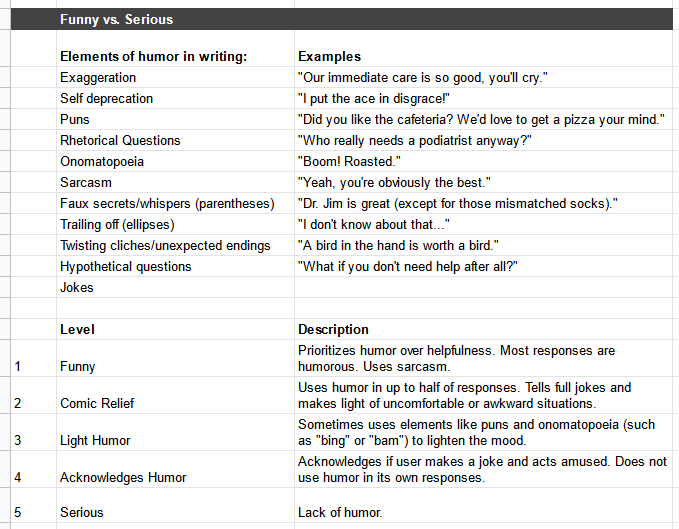 Funny vs. Serious
Elements of humor in writing: Examples
Exaggeration "Our immediate care is so good, you'll cry."
Self deprecation "I put the ace in disgrace!"
Puns "Did you like the cafeteria? We'd love to get a pizza your mind."
Rhetorical Questions "Who really needs a podiatrist anyway?"
Onomatopoeia "Boom! Roasted."
Sarcasm "Yeah, you're obviously the best."
Faux secrets/whispers (parentheses) "Dr. Jim is great (except for those mismatched socks)."
Trailing off (ellipses) "I don't know about that..."
Twisting cliches/unexpected endings "A bird in the hand is worth a bird."
Hypothetical questions "What if you don't need help after all?"
Jokes
Level Description
Prioritizes humor over helpfulness. Most responses are
1 Funny humorous. Uses sarcasm.
Uses humor in up to half of responses. Tells full jokes and
2 Comic Relief makes light of uncomfortable or awkward situations.
Sometimes uses elements like puns and onomatopoeia (such
3 Light Humor as "bing" or "bam") to lighten the mood.
Acknowledges if user makes a joke and acts amused. Does not
4 Acknowledges Humor use humor in its own responses.
5 Serious Lack of humor.